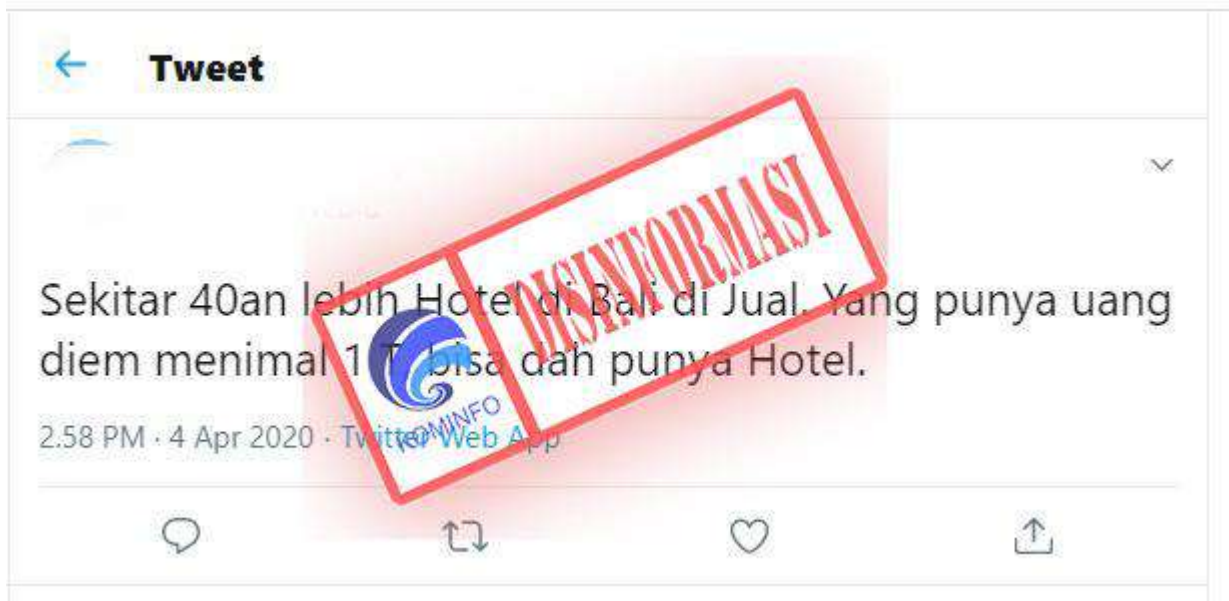 Tweet
Sekitar 40an lebih Hotel di Bali di Jual. Yang punya uang
diem menimal 1 T bisa dah punya Hotel.
2.58 PM · 4 Apr 2020 · Twitter Web App
DISINFORMASI
KOMINFO